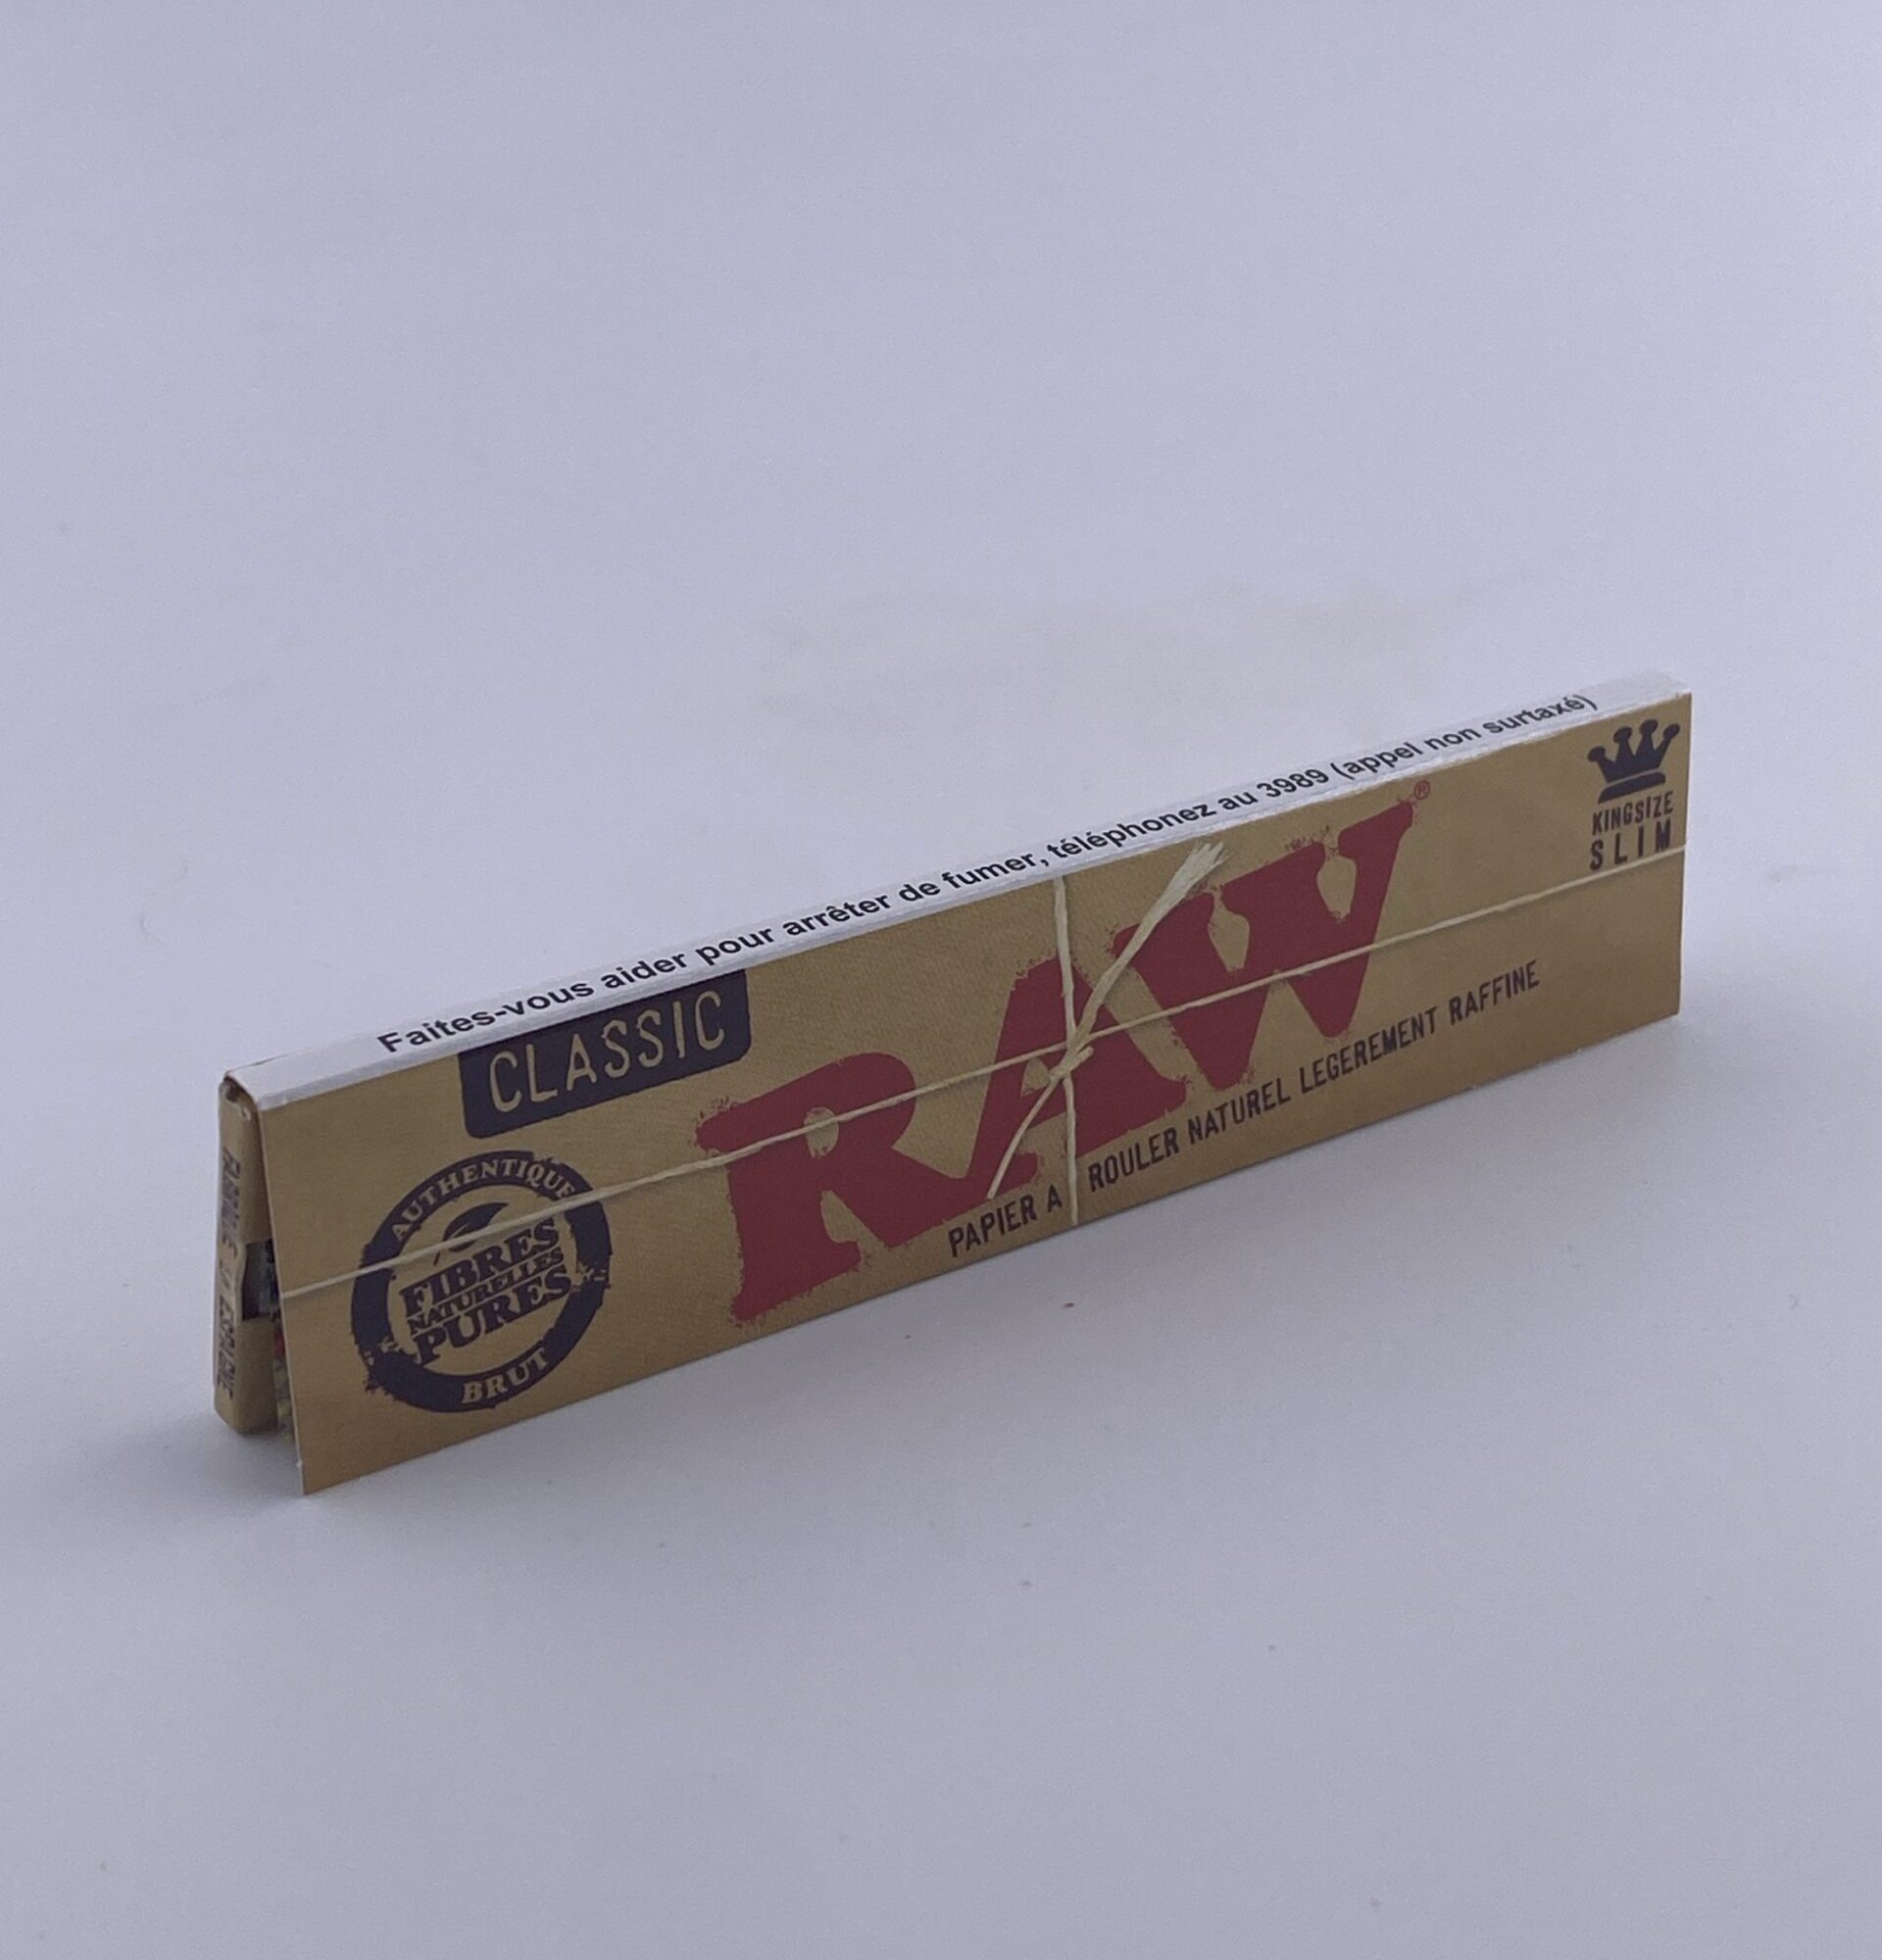 Faites-vous aider pour arrêter de fumer, téléphonez au 3989 (appel non surtaxé)
CLASSIC
KINGSIZE
SLIM
RAW®
PAPIER A ROULER NATUREL LEGEREMENT RAFFINE
AUTHENTIQUE
FIBRES
NATURELLES
PURES
BRUT